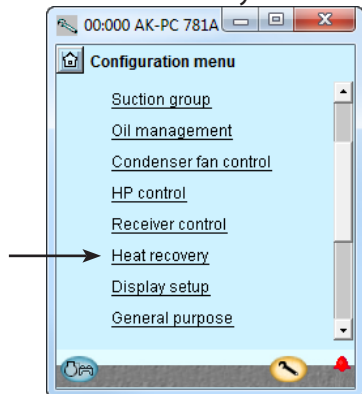 00:000 AK-PC 781A
Configuration menu
Suction group
Oil management
Condenser fan control
HP control
Receiver control
Heat recovery
Display setup
General purpose